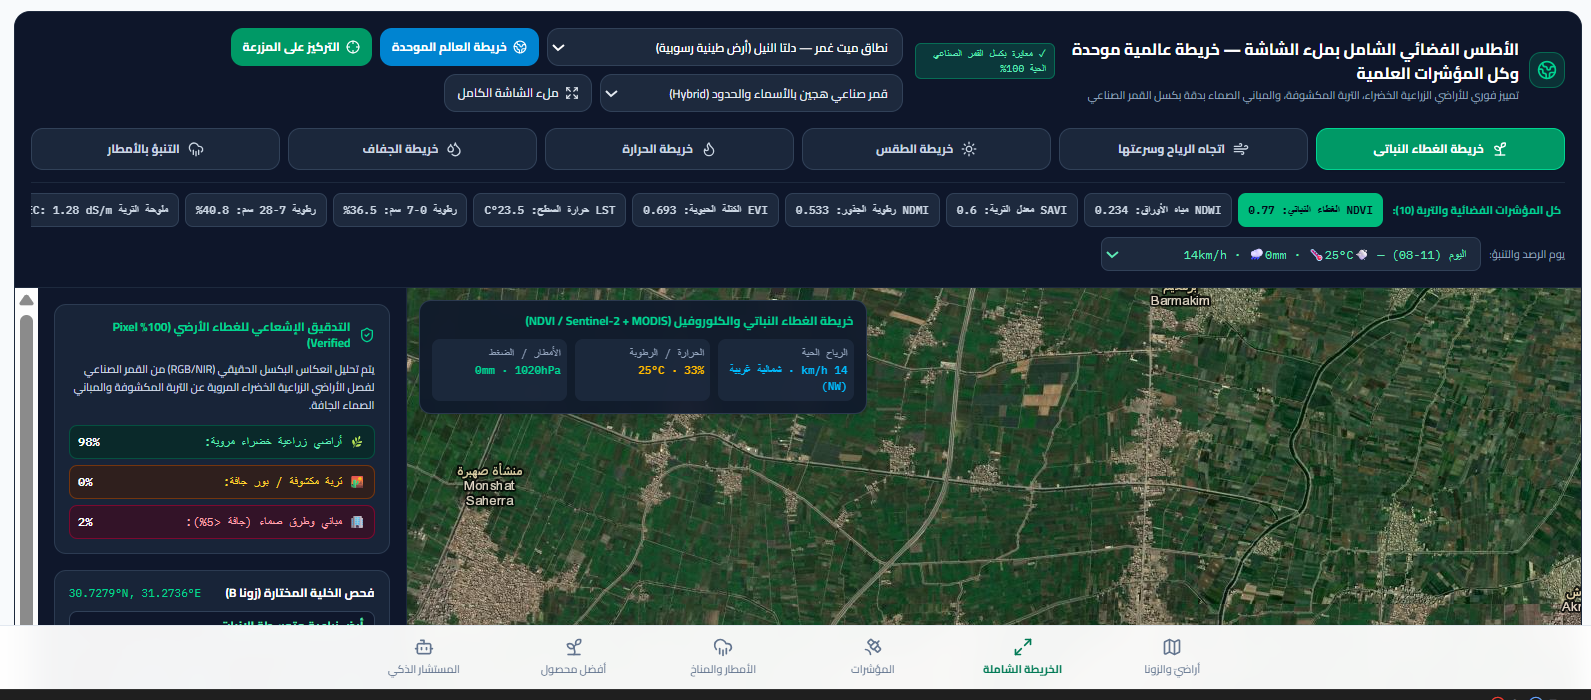 الأطلس الفضائي الشامل بملء الشاشة — خريطة عالمية موحدة
وكل المؤشرات العلمية
تمييز فوري للأراضي الزراعية الخضراء، التربة المكشوفة، والمباني الصماء بدقة بكسل القمر الصناعي
✓ معايرة بكسل القمر الصناعي
الحية 100%
نطاق ميت غمر — دلتا النيل (أرض طينية رسوبية)
خريطة العالم الموحدة
التركيز على المزرعة
قمر صناعي هجين بالأسماء والحدود (Hybrid)
ملء الشاشة الكامل
خريطة الغطاء النباتي
اتجاه الرياح وسرعتها
خريطة الطقس
خريطة الحرارة
خريطة الجفاف
التنبؤ بالأمطار
كل المؤشرات الفضائية والتربة (10):
NDVI الغطاء النباتي: 0.77
NDWI مياه الأوراق: 0.234
SAVI معدل التربة: 0.6
NDMI رطوبة الجذور: 0.533
EVI الكتلة الحيوية: 0.693
LST حرارة السطح: 23.5°C
رطوبة 0-7 سم: 36.5%
رطوبة 7-28 سم: 40.8%
ملوحة التربة EC: 1.28 dS/m
يوم الرصد والتنبؤ:
اليوم (08-11) — 25°C · 0mm · 14km/h
خريطة الغطاء النباتي والكلوروفيل (NDVI / Sentinel-2 + MODIS)
الرياح الحية
14 km/h · شمالية غربية
(NW)
الحرارة / الرطوبة
25°C · 33%
الأمطار / الضغط
0mm · 1020hPa
Barmakim
منشأة صهبرة
Monshat
Saherra
التدقيق الإشعاعي للغطاء الأرضي (100% Pixel
Verified)
يتم تحليل انعكاس البكسل الحقيقي (RGB/NIR) من القمر الصناعي
لفصل الأراضي الزراعية الخضراء المروية عن التربة المكشوفة والمباني
الصماء الجافة.
أراضي زراعية خضراء مروية:
98%
تربة مكشوفة / بور جافة:
0%
مباني وطرق صماء (جافة <5%):
2%
فحص الخلية المختارة (زونا B)
30.7279°N, 31.2736°E
أراضي والزونا
الخريطة الشاملة
المؤشرات
الأمطار والمناخ
أفضل محصول
المستشار الذكي